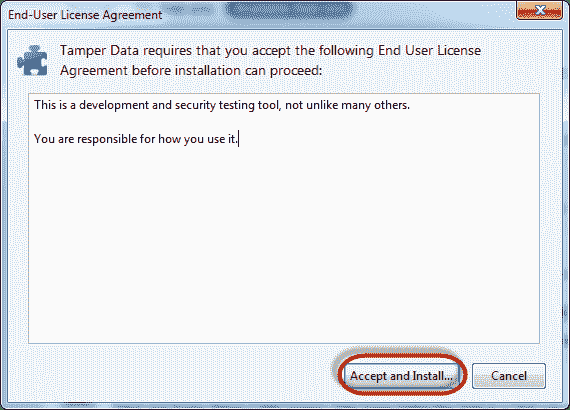 End-User License Agreement
Tamper Data requires that you accept the following End User License
Agreement before installation can proceed:
This is a development and security testing tool, not unlike many others.
You are responsible for how you use it.
Accept and Install...
Cancel